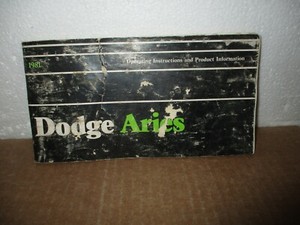 1981
Operating Instructions and Product Information
Dodge Aries